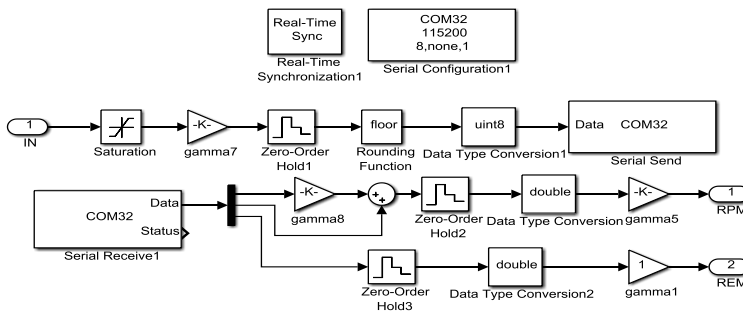 Real-Time
Sync
Real-Time
Synchronization1
COM32
115200
8,none,1
Serial Configuration1
1
IN
Saturation
-K-
gamma7
Zero-Order
Hold1
floor
Rounding
Function
uint8
Data Type Conversion1
Data
COM32
Serial Send
COM32
Data
Status
Serial Receive1
-K-
gamma8
+
+
Zero-Order
Hold2
double
Data Type Conversion
-K-
gamma5
1
RPM
Zero-Order
Hold3
double
Data Type Conversion2
1
gamma1
2
REM